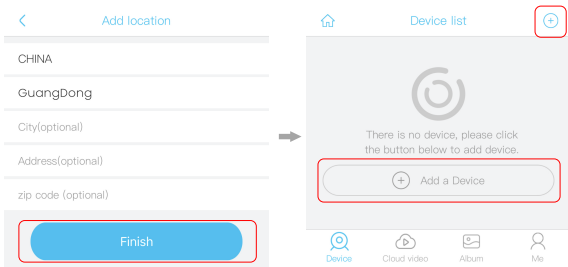 Add location
CHINA
GuangDong
City(optional)
Address(optional)
zip code (optional)
Finish
Device list
There is no device, please click
the button below to add device.
Add a Device
Device
Cloud video
Album
Me